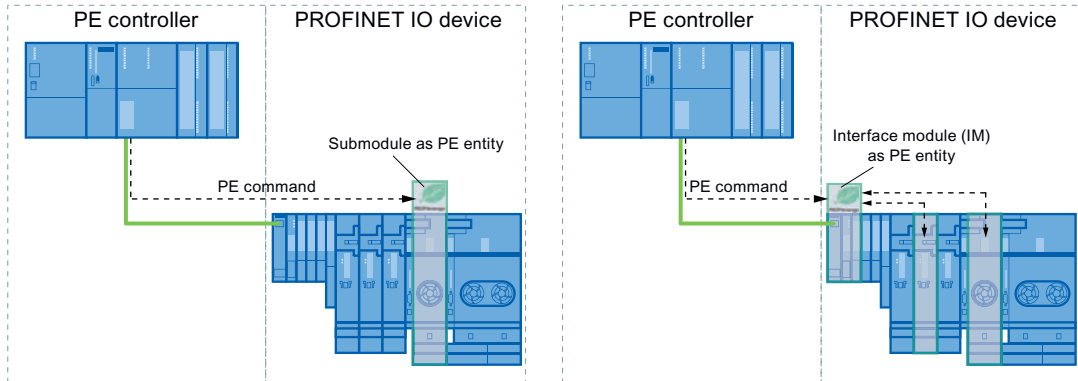 PE controller
PROFINET IO device
Submodule as PE entity
PE command
PE controller
PROFINET IO device
Interface module (IM)
as PE entity
PE command